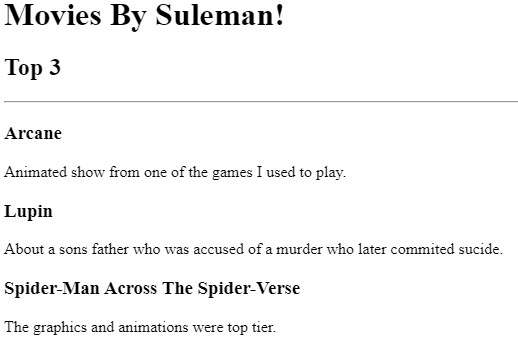 Movies By Suleman!
Top 3
Arcane
Animated show from one of the games I used to play.
Lupin
About a sons father who was accused of a murder who later commited sucide.
Spider-Man Across The Spider-Verse
The graphics and animations were top tier.